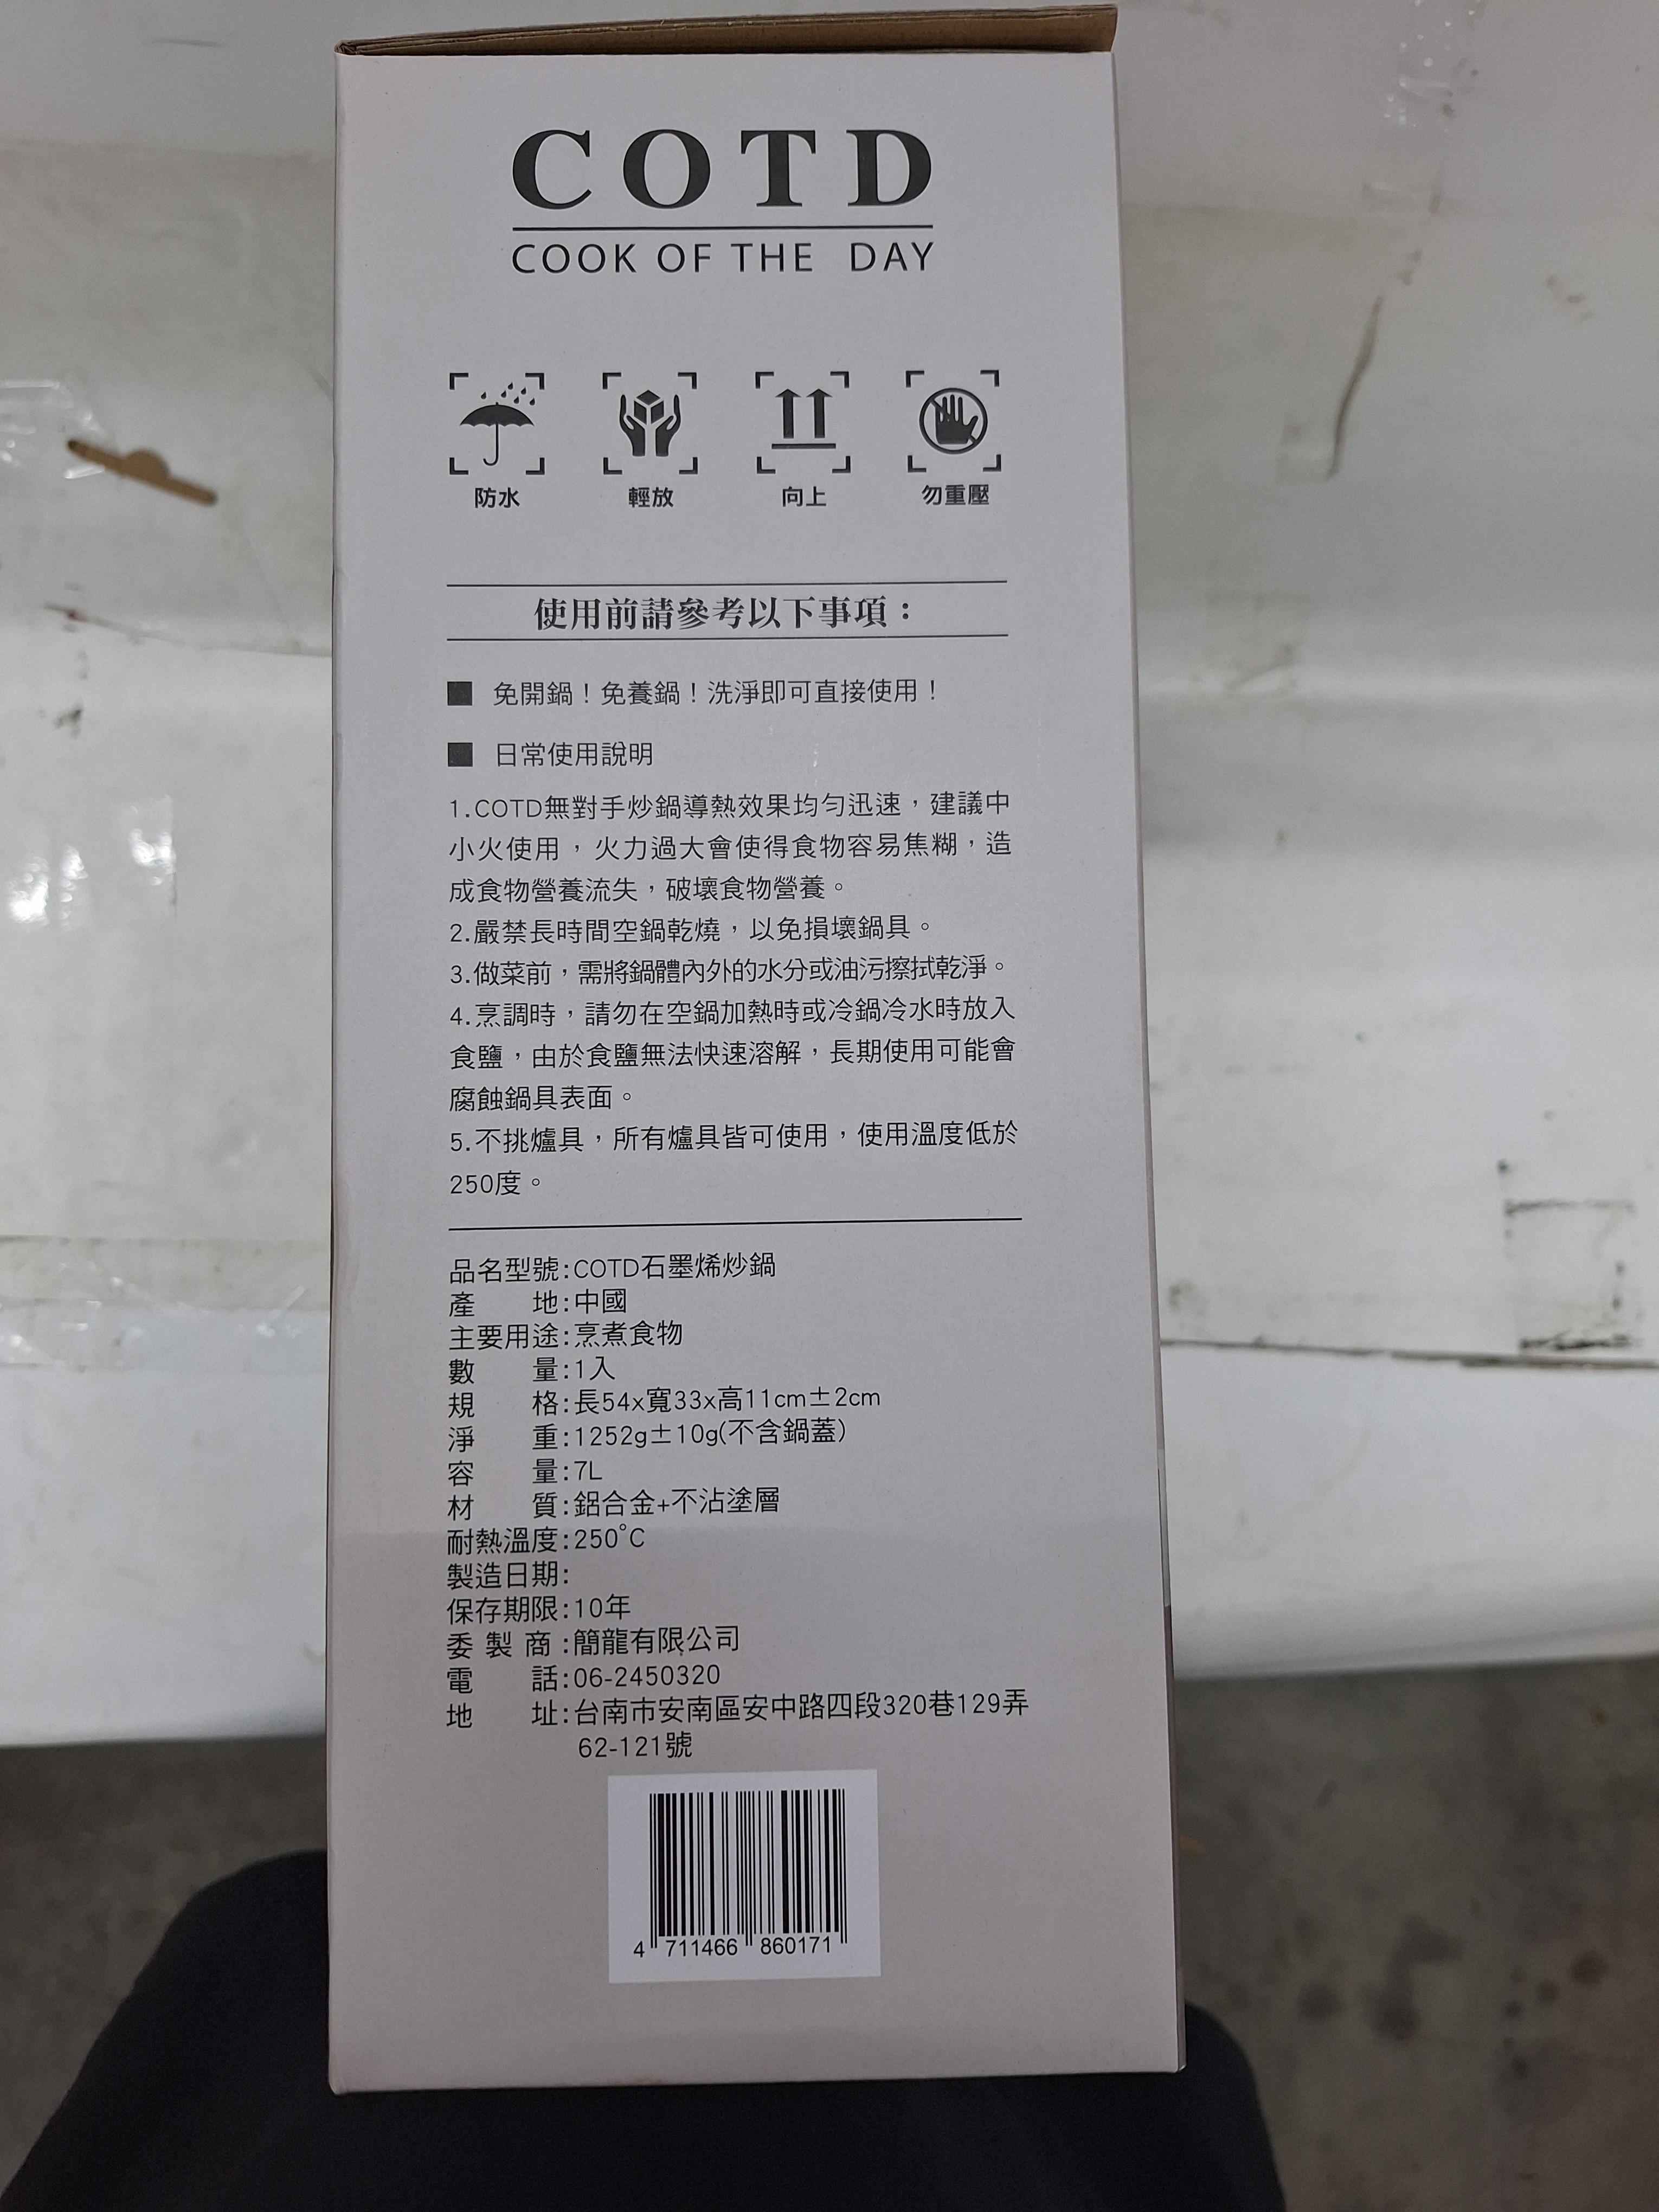 COTD
COOK OF THE DAY
防水 輕放 向上 勿重壓
使用前請參考以下事項：
■ 免開鍋！免養鍋！洗淨即可直接使用！
■ 日常使用說明
1.COTD無對手炒鍋導熱效果均勻迅速，建議中
小火使用，火力過大會使得食物容易焦糊，造
成食物營養流失，破壞食物營養。
2.嚴禁長時間空鍋乾燒，以免損壞鍋具。
3.做菜前，需將鍋體內外的水分或油污擦拭乾淨。
4.烹調時，請勿在空鍋加熱時或冷鍋冷水時放入
食鹽，由於食鹽無法快速溶解，長期使用可能會
腐蝕鍋具表面。
5.不挑爐具，所有爐具皆可使用，使用溫度低於
250度。
品名型號:COTD石墨烯炒鍋
產　　地:中國
主要用途:烹煮食物
數　　量:1入
規　　格:長54x寬33x高11cm±2cm
淨　　重:1252g±10g(不含鍋蓋)
容　　量:7L
材　　質:鋁合金+不沾塗層
耐熱溫度:250°C
製造日期:
保存期限:10年
委 製 商:簡龍有限公司
電　　話:06-2450320
地　　址:台南市安南區安中路四段320巷129弄
62-121號
4 711466 860171